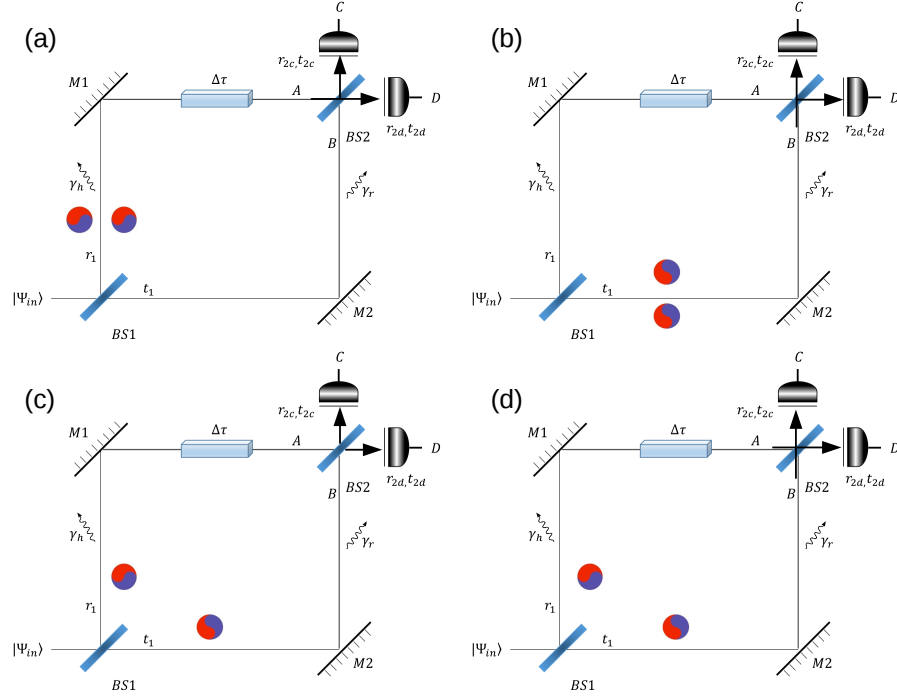 (a)
C
r₂c,t₂c
M1
Δτ
A
D
BS2
r₂d,t₂d
B
γₕ
γᵣ
r₁
|Ψᵢₙ⟩
t₁
M2
BS1
(b)
C
r₂c,t₂c
M1
Δτ
A
D
BS2
r₂d,t₂d
B
γₕ
γᵣ
r₁
|Ψᵢₙ⟩
t₁
M2
BS1
(c)
C
r₂c,t₂c
M1
Δτ
A
D
BS2
r₂d,t₂d
B
γₕ
γᵣ
r₁
|Ψᵢₙ⟩
t₁
M2
BS1
(d)
C
r₂c,t₂c
M1
Δτ
A
D
BS2
r₂d,t₂d
B
γₕ
γᵣ
r₁
|Ψᵢₙ⟩
t₁
M2
BS1